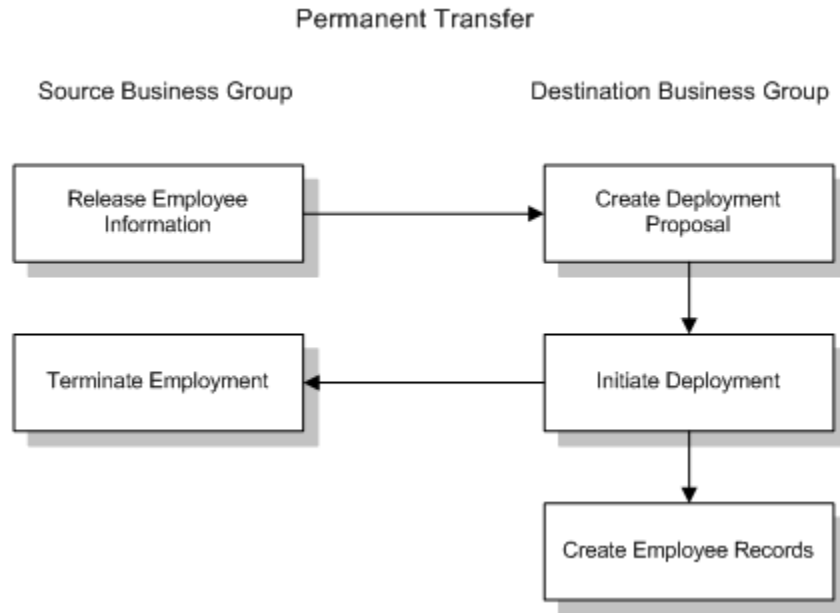 Permanent Transfer
Source Business Group
Destination Business Group
Release Employee
Information
Create Deployment
Proposal
Terminate Employment
Initiate Deployment
Create Employee Records